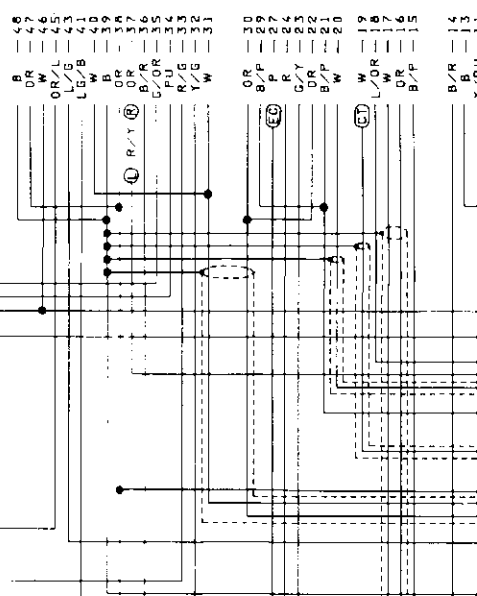 B - 48
OR - 47
W - 46
OR/L - 45
L/G - 43
LG/B - 41
W - 40
B - 39
OR - 38
OR - 37
B/R - 36
G/OR - 35
PU - 34
R/G - 33
Y/G - 32
W - 31
OR - 30
B/P - 29
P - 27
R - 24
G/Y - 23
OR - 22
B/P - 21
W - 20
W - 19
L/OR - 18
W - 17
OR - 16
B/P - 15
B/R - 14
B - 13
L R/Y R
EC
CT